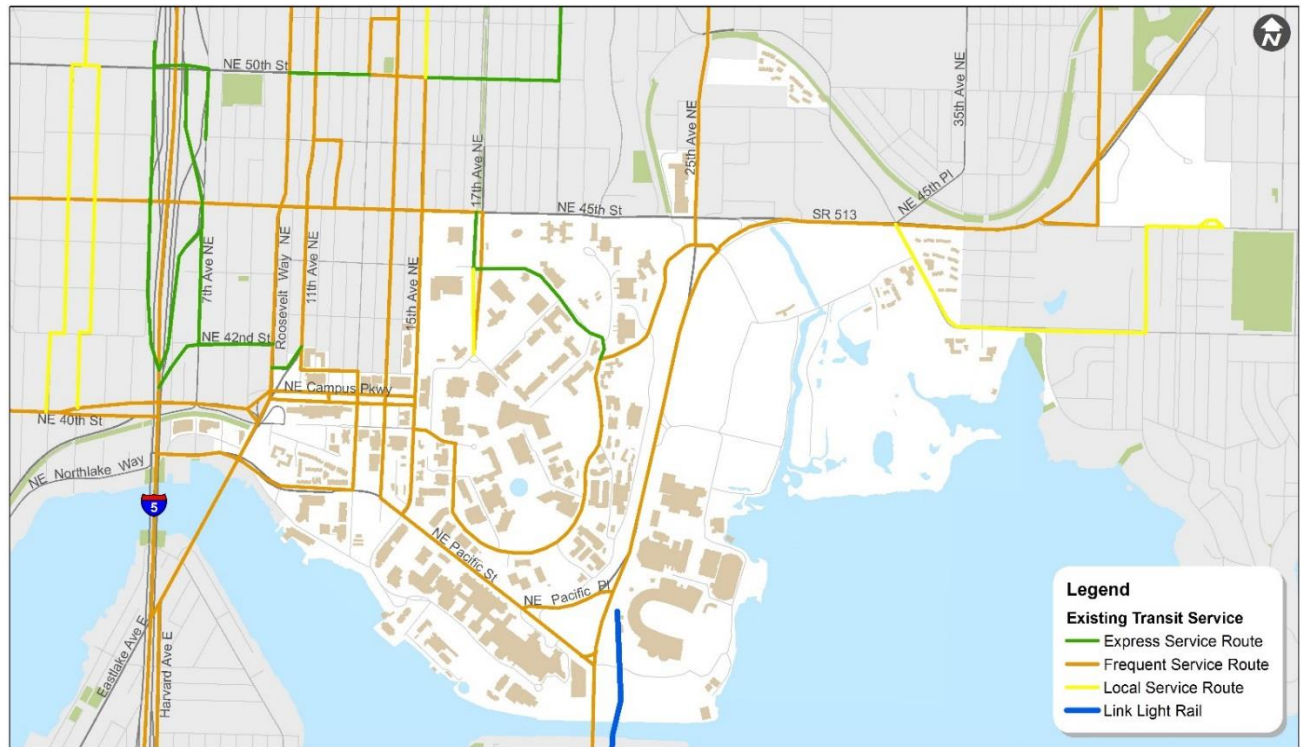 N
NE 50th St
17th Ave NE
25th Ave NE
35th Ave NE
NE 45th Pl
NE 45th St
SR 513
7th Ave NE
Roosevelt Way NE
11th Ave NE
15th Ave NE
NE 42nd St
NE Campus Pkwy
NE 40th St
NE Northlake Way
5
NE Pacific St
NE Pacific Pl
Eastlake Ave E
Harvard Ave E
Legend
Existing Transit Service
Express Service Route
Frequent Service Route
Local Service Route
Link Light Rail